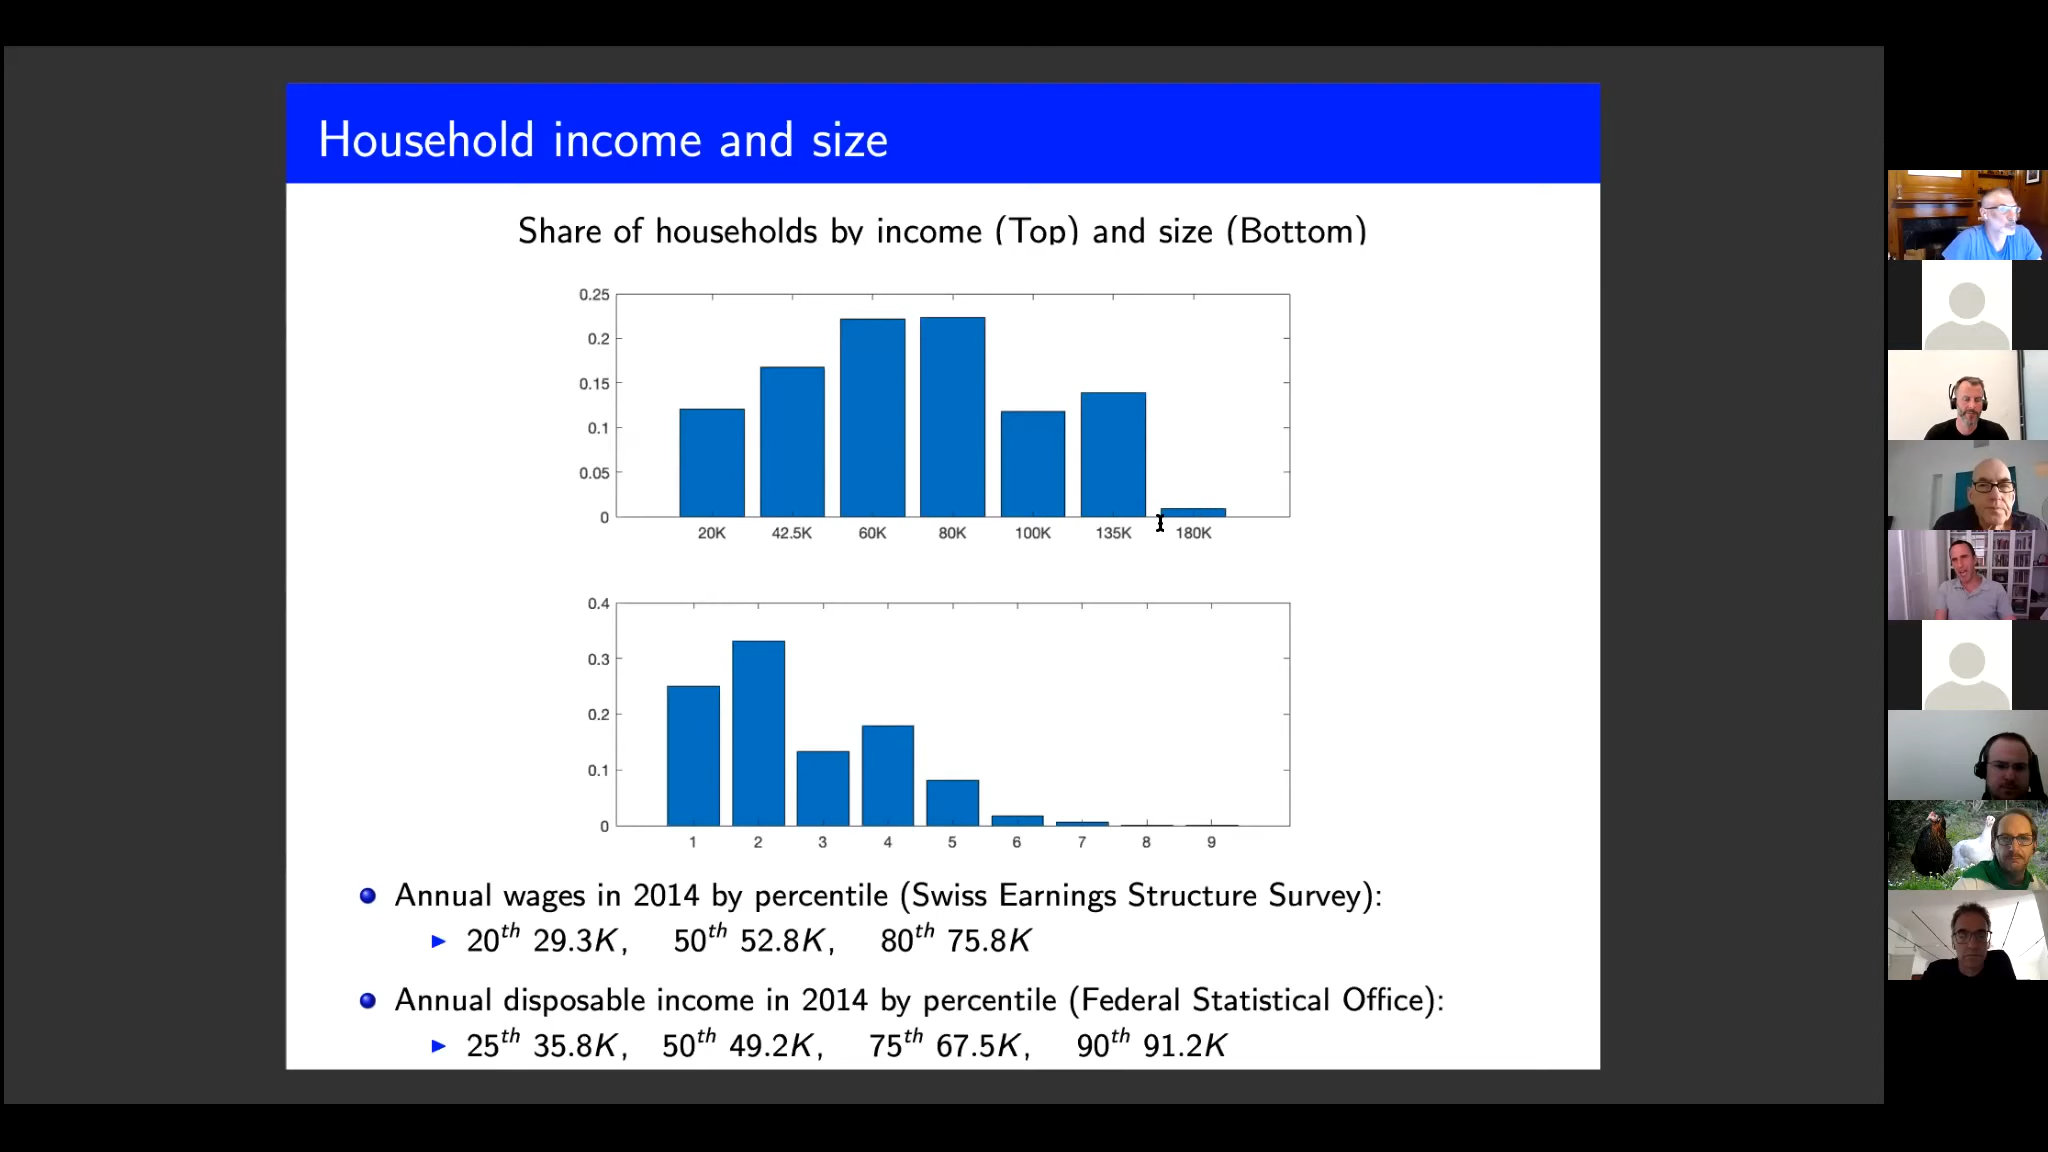 Household income and size
Share of households by income (Top) and size (Bottom)
0.25
0.2
0.15
0.1
0.05
0
20K 42.5K 60K 80K 100K 135K 180K
0.4
0.3
0.2
0.1
0
1 2 3 4 5 6 7 8 9
Annual wages in 2014 by percentile (Swiss Earnings Structure Survey):
20th 29.3K, 50th 52.8K, 80th 75.8K
Annual disposable income in 2014 by percentile (Federal Statistical Office):
25th 35.8K, 50th 49.2K, 75th 67.5K, 90th 91.2K